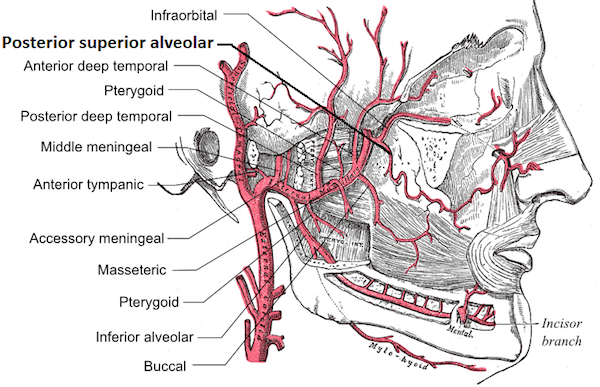 Infraorbital
Posterior superior alveolar
Anterior deep temporal
Pterygoid
Posterior deep temporal
Middle meningeal
Anterior tympanic
Accessory meningeal
Masseteric
Pterygoid
Inferior alveolar
Buccal
Incisor
branch
Mental.
Mylo-hyoid